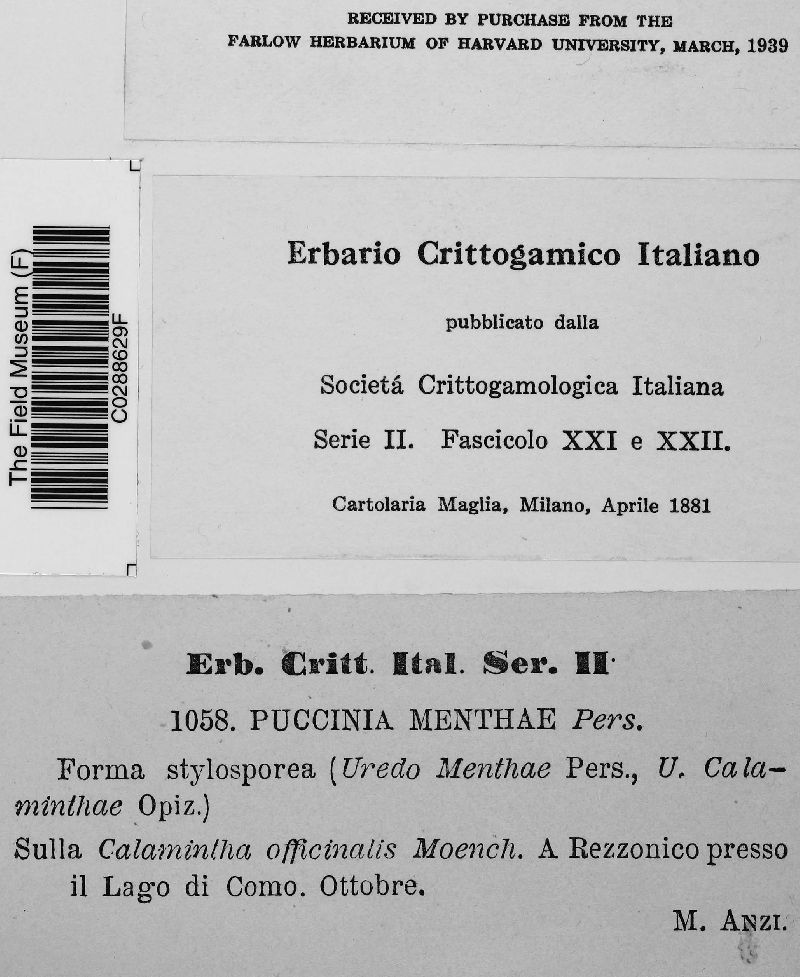 RECEIVED BY PURCHASE FROM THE
FARLOW HERBARIUM OF HARVARD UNIVERSITY, MARCH, 1939
The Field Museum (F)
C0288629F
Erbario Crittogamico Italiano
pubblicato dalla
Societá Crittogamologica Italiana
Serie II. Fascicolo XXI e XXII.
Cartolaria Maglia, Milano, Aprile 1881
Erb. Critt. Ital. Ser. II.
1058. PUCCINIA MENTHAE Pers.
Forma stylosporea (Uredo Menthae Pers., U. Cala-
minthae Opiz.)
Sulla Calamintha officinalis Moench. A Rezzonico presso
il Lago di Como. Ottobre.
M. ANZI.